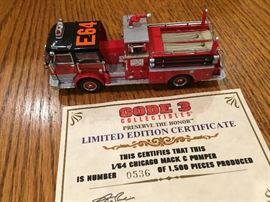 E64
CODE 3
COLLECTIBLES
PRESERVE THE HONOR
LIMITED EDITION CERTIFICATE
THIS CERTIFIES THAT THIS
1/64 CHICAGO MACK C PUMPER
IS NUMBER 0536 OF 1,500 PIECES PRODUCED